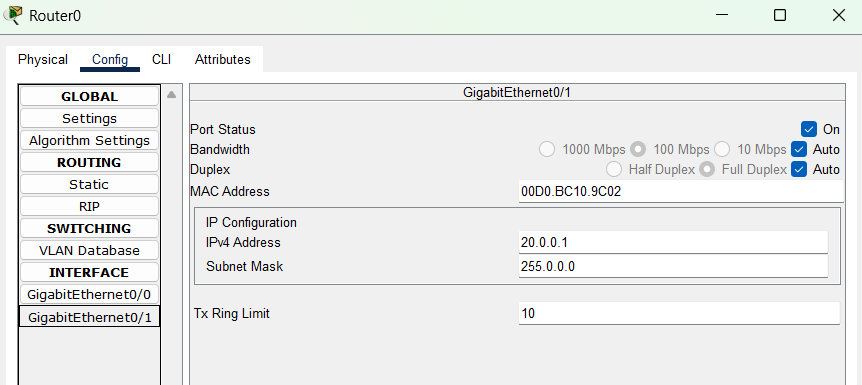 Router0
Physical Config CLI Attributes
GLOBAL
Settings
Algorithm Settings
ROUTING
Static
RIP
SWITCHING
VLAN Database
INTERFACE
GigabitEthernet0/0
GigabitEthernet0/1
GigabitEthernet0/1
Port Status On
Bandwidth 1000 Mbps 100 Mbps 10 Mbps Auto
Duplex Half Duplex Full Duplex Auto
MAC Address 00D0.BC10.9C02
IP Configuration
IPv4 Address 20.0.0.1
Subnet Mask 255.0.0.0
Tx Ring Limit 10